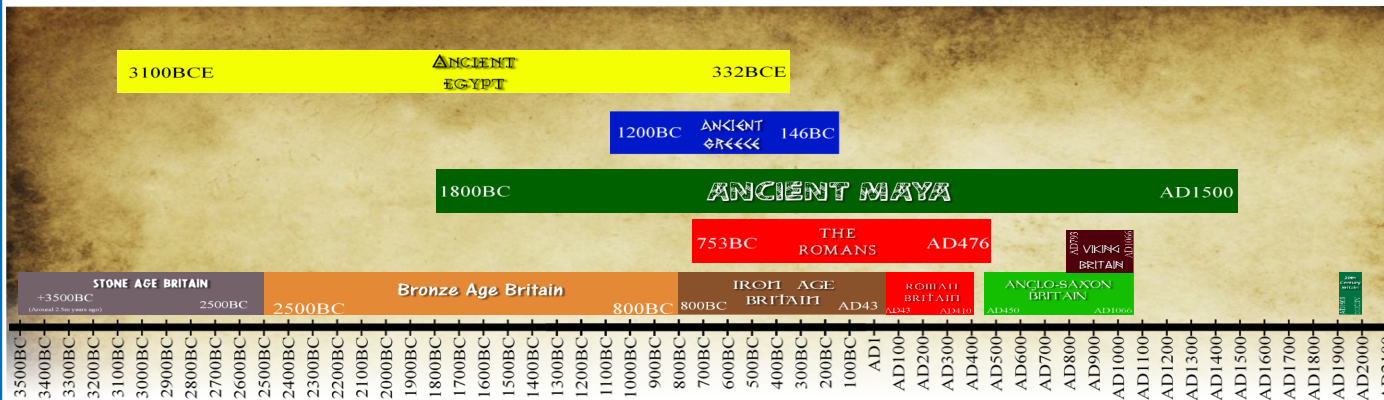 3100BCE
ANCIENT
EGYPT
332BCE
1200BC
ANCIENT
GREECE
146BC
1800BC
ANCIENT MAYA
AD1500
753BC
THE
ROMANS
AD476
AD793
VIKING
BRITAIN
AD1066
STONE AGE BRITAIN
+3500BC
(Around 2.5m years ago)
2500BC
2500BC
Bronze Age Britain
800BC
800BC
IRON AGE
BRITAIN
AD43
AD43
ROMAN
BRITAIN
AD410
AD450
ANGLO-SAXON
BRITAIN
AD1066
20th
Century
Britain
3500BC
3400BC
3300BC
3200BC
3100BC
3000BC
2900BC
2800BC
2700BC
2600BC
2500BC
2400BC
2300BC
2200BC
2100BC
2000BC
1900BC
1800BC
1700BC
1600BC
1500BC
1400BC
1300BC
1200BC
1100BC
1000BC
900BC
800BC
700BC
600BC
500BC
400BC
300BC
200BC
100BC
AD1
AD100
AD200
AD300
AD400
AD500
AD600
AD700
AD800
AD900
AD1000
AD1100
AD1200
AD1300
AD1400
AD1500
AD1600
AD1700
AD1800
AD1900
AD2000